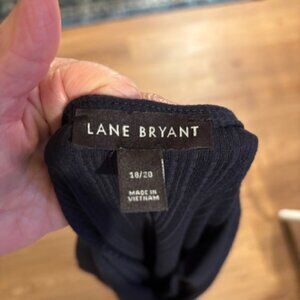 LANE BRYANT
18/20
MADE IN
VIETNAM